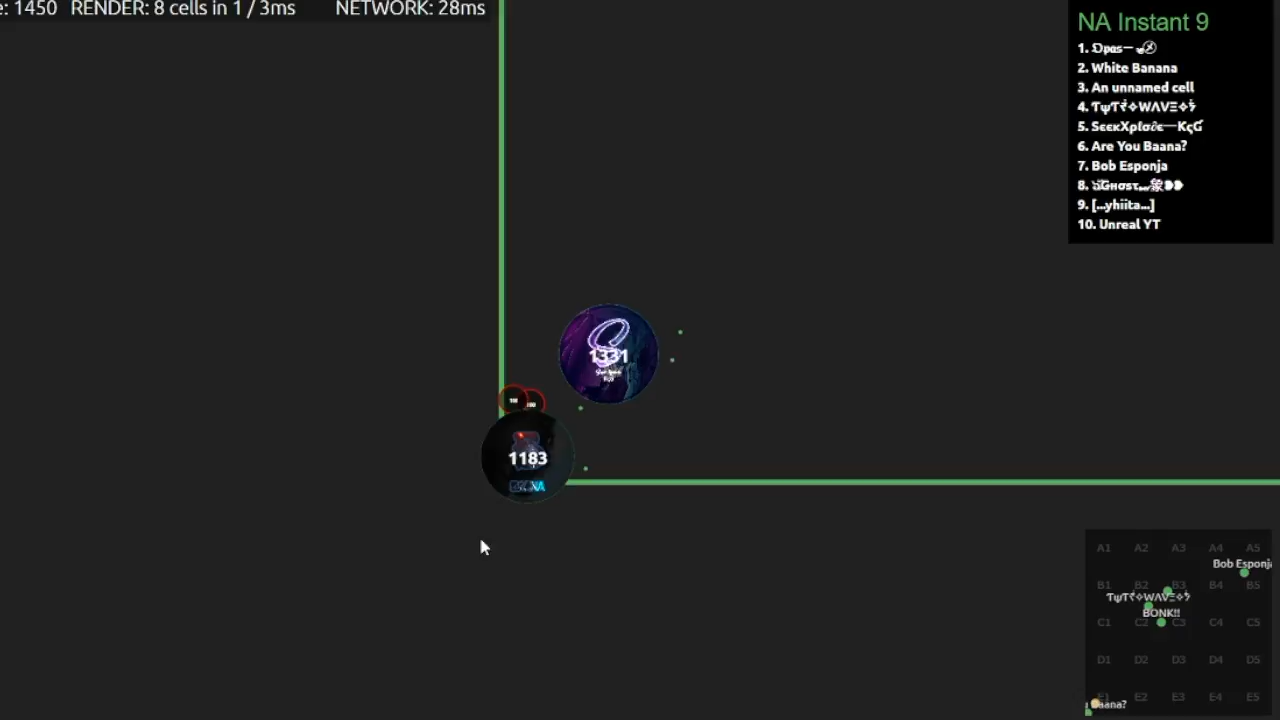 e: 1450 RENDER: 8 cells in 1 / 3ms NETWORK: 28ms
NA Instant 9
1.
2. White Banana
3. An unnamed cell
4.
5.
6. Are You Baana?
7. Bob Esponja
8.
9. [...yhiita...]
10. Unreal YT
1331
1183
A1 A2 A3 A4 A5
Bob Esponja
B1 B2 B3 B4 B5
BONK!!
C1 C2 C3 C4 C5
D1 D2 D3 D4 D5
E1 E2 E3 E4 E5
Baana?